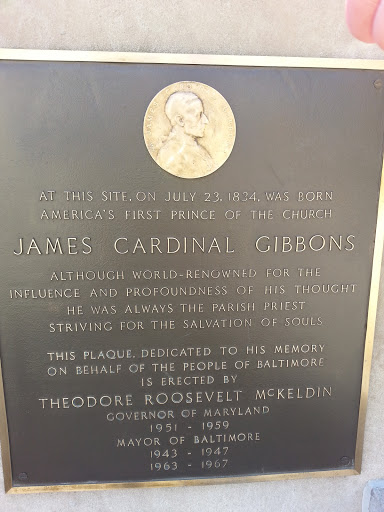 AT THIS SITE, ON JULY 23, 1834, WAS BORN
AMERICA'S FIRST PRINCE OF THE CHURCH
JAMES CARDINAL GIBBONS
ALTHOUGH WORLD-RENOWNED FOR THE
INFLUENCE AND PROFOUNDNESS OF HIS THOUGHT
HE WAS ALWAYS THE PARISH PRIEST
STRIVING FOR THE SALVATION OF SOULS
THIS PLAQUE, DEDICATED TO HIS MEMORY
ON BEHALF OF THE PEOPLE OF BALTIMORE
IS ERECTED BY
THEODORE ROOSEVELT McKELDIN
GOVERNOR OF MARYLAND
1951 - 1959
MAYOR OF BALTIMORE
1943 - 1947
1963 - 1967